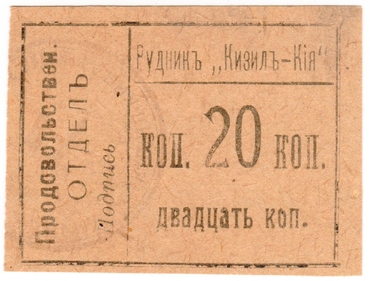 Продовольствен.
ОТДЕЛЪ
Подпись
Рудникъ „Кизилъ-Кія“
КОП. 20 КОП.
двадцать коп.